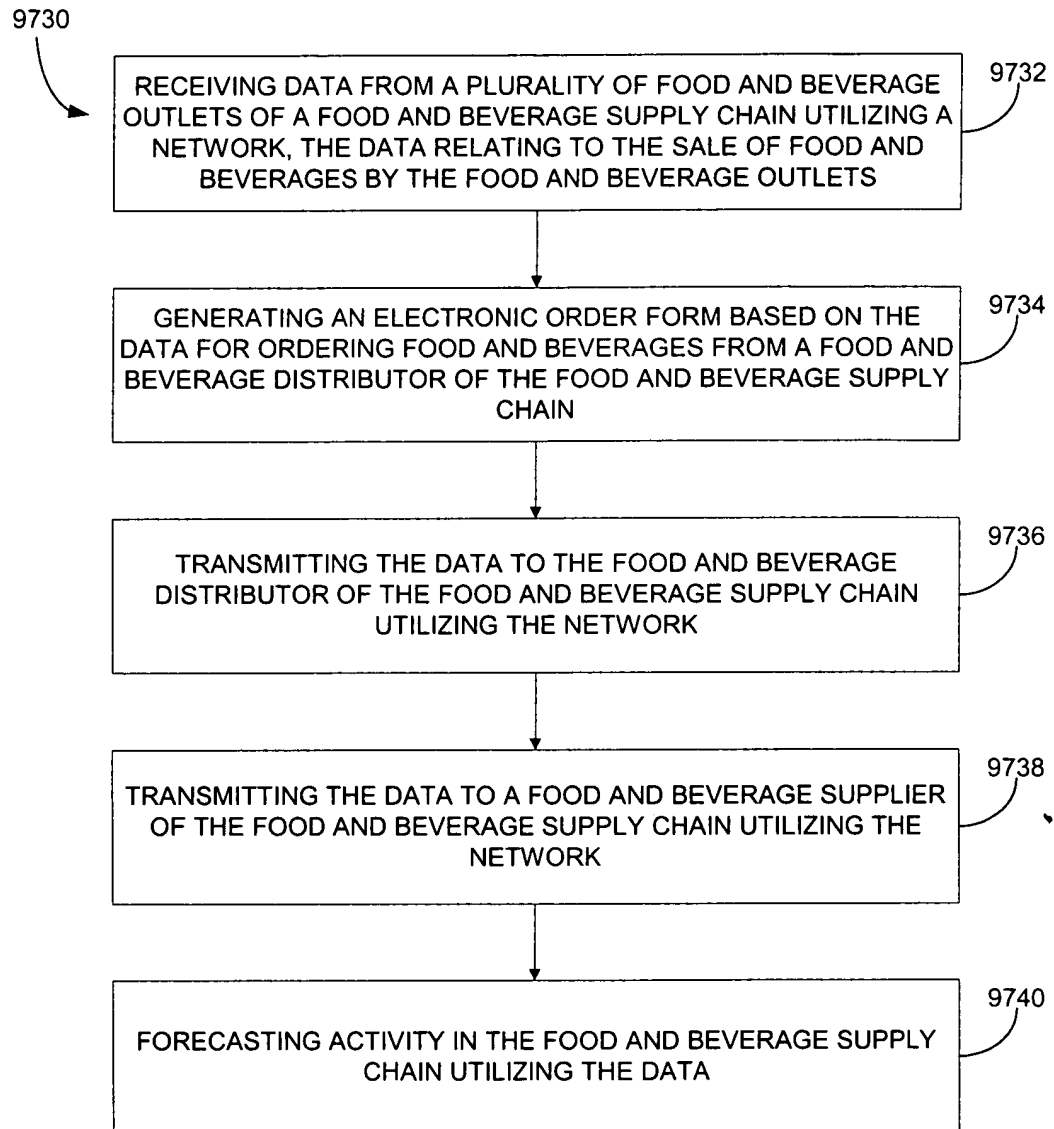 9730
9732
RECEIVING DATA FROM A PLURALITY OF FOOD AND BEVERAGE
OUTLETS OF A FOOD AND BEVERAGE SUPPLY CHAIN UTILIZING A
NETWORK, THE DATA RELATING TO THE SALE OF FOOD AND
BEVERAGES BY THE FOOD AND BEVERAGE OUTLETS
9734
GENERATING AN ELECTRONIC ORDER FORM BASED ON THE
DATA FOR ORDERING FOOD AND BEVERAGES FROM A FOOD AND
BEVERAGE DISTRIBUTOR OF THE FOOD AND BEVERAGE SUPPLY
CHAIN
9736
TRANSMITTING THE DATA TO THE FOOD AND BEVERAGE
DISTRIBUTOR OF THE FOOD AND BEVERAGE SUPPLY CHAIN
UTILIZING THE NETWORK
9738
TRANSMITTING THE DATA TO A FOOD AND BEVERAGE SUPPLIER
OF THE FOOD AND BEVERAGE SUPPLY CHAIN UTILIZING THE
NETWORK
9740
FORECASTING ACTIVITY IN THE FOOD AND BEVERAGE SUPPLY
CHAIN UTILIZING THE DATA